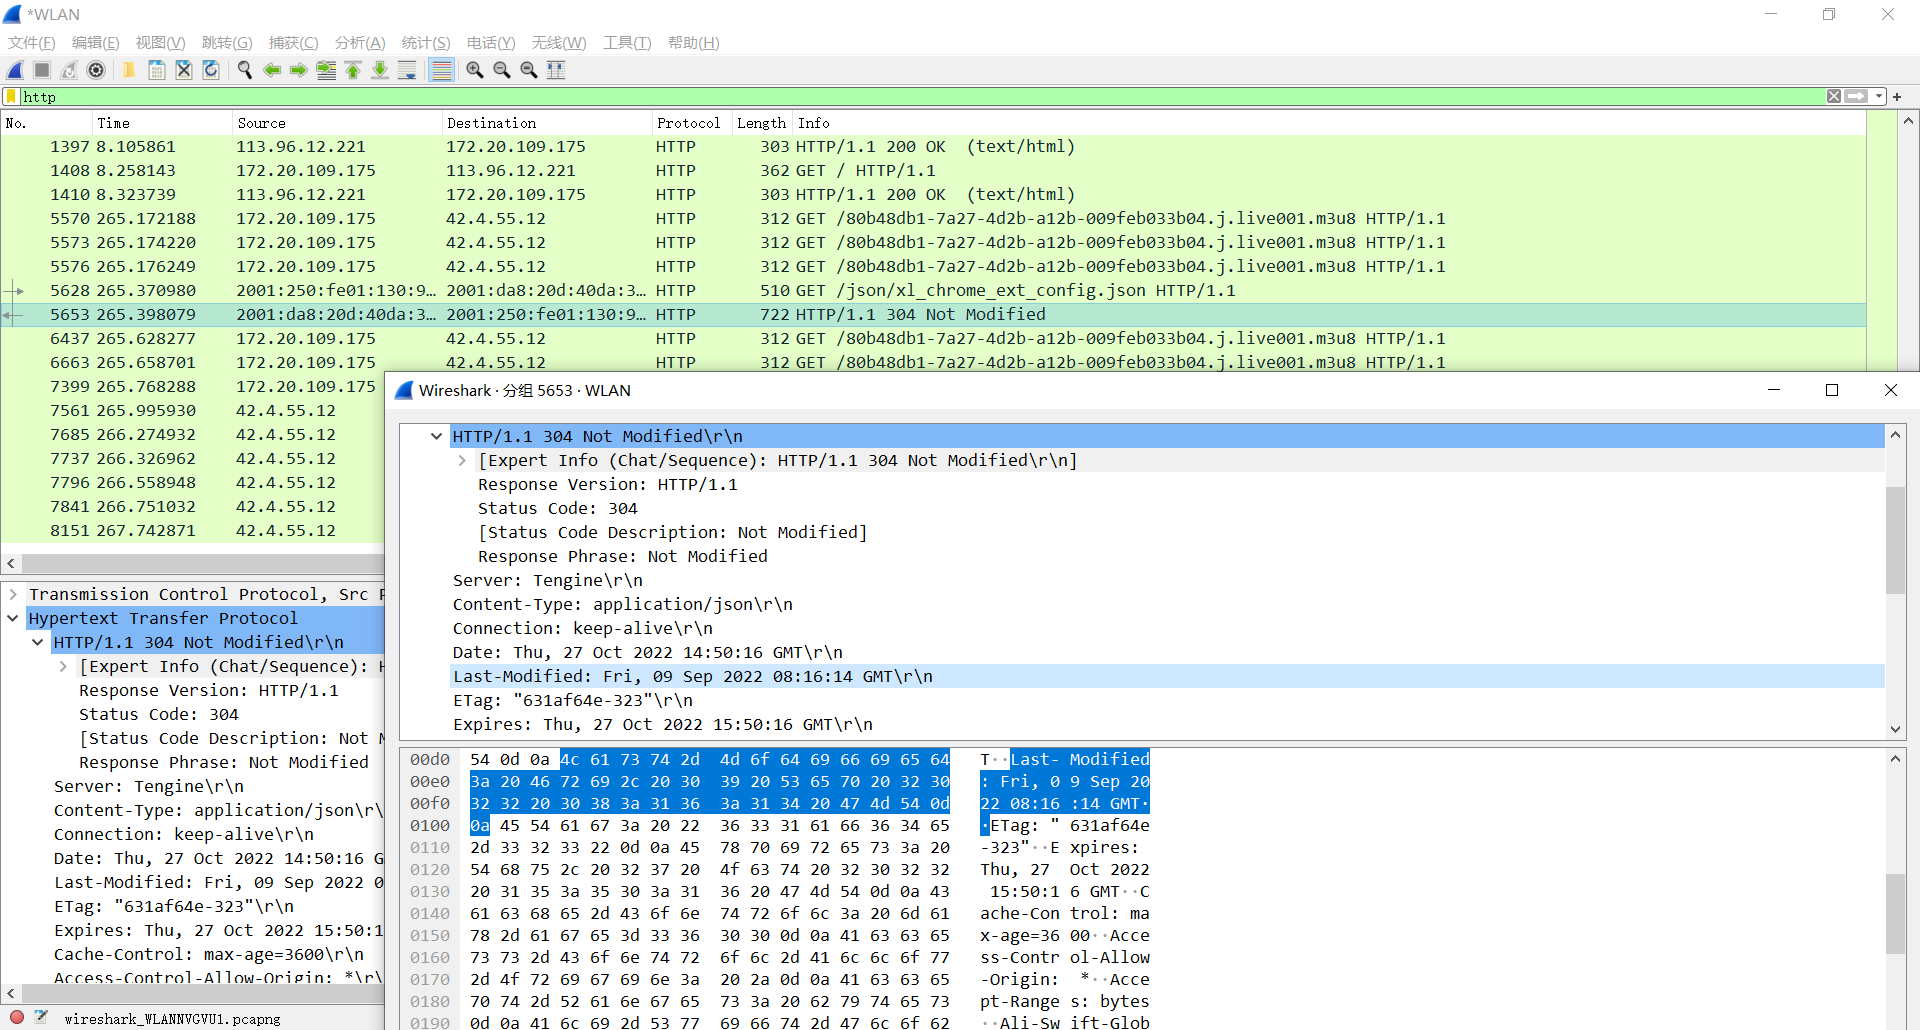 *WLAN
文件(F) 编辑(E) 视图(V) 跳转(G) 捕获(C) 分析(A) 统计(S) 电话(Y) 无线(W) 工具(T) 帮助(H)
http
No. Time Source Destination Protocol Length Info
1397 8.105861 113.96.12.221 172.20.109.175 HTTP 303 HTTP/1.1 200 OK (text/html)
1408 8.258143 172.20.109.175 113.96.12.221 HTTP 362 GET / HTTP/1.1
1410 8.323739 113.96.12.221 172.20.109.175 HTTP 303 HTTP/1.1 200 OK (text/html)
5570 265.172188 172.20.109.175 42.4.55.12 HTTP 312 GET /80b48db1-7a27-4d2b-a12b-009feb033b04.j.live001.m3u8 HTTP/1.1
5573 265.174220 172.20.109.175 42.4.55.12 HTTP 312 GET /80b48db1-7a27-4d2b-a12b-009feb033b04.j.live001.m3u8 HTTP/1.1
5576 265.176249 172.20.109.175 42.4.55.12 HTTP 312 GET /80b48db1-7a27-4d2b-a12b-009feb033b04.j.live001.m3u8 HTTP/1.1
5628 265.370980 2001:250:fe01:130:9… 2001:da8:20d:40da:3… HTTP 510 GET /json/xl_chrome_ext_config.json HTTP/1.1
5653 265.398079 2001:da8:20d:40da:3… 2001:250:fe01:130:9… HTTP 722 HTTP/1.1 304 Not Modified
6437 265.628277 172.20.109.175 42.4.55.12 HTTP 312 GET /80b48db1-7a27-4d2b-a12b-009feb033b04.j.live001.m3u8 HTTP/1.1
6663 265.658701 172.20.109.175 42.4.55.12 HTTP 312 GET /80b48db1-7a27-4d2b-a12b-009feb033b04.j.live001.m3u8 HTTP/1.1
7399 265.768288 172.20.109.175
7561 265.995930 42.4.55.12
7685 266.274932 42.4.55.12
7737 266.326962 42.4.55.12
7796 266.558948 42.4.55.12
7841 266.751032 42.4.55.12
8151 267.742871 42.4.55.12
Transmission Control Protocol, Src P
Hypertext Transfer Protocol
HTTP/1.1 304 Not Modified\r\n
[Expert Info (Chat/Sequence): H
Response Version: HTTP/1.1
Status Code: 304
[Status Code Description: Not M
Response Phrase: Not Modified
Server: Tengine\r\n
Content-Type: application/json\r\
Connection: keep-alive\r\n
Date: Thu, 27 Oct 2022 14:50:16 G
Last-Modified: Fri, 09 Sep 2022 0
ETag: "631af64e-323"\r\n
Expires: Thu, 27 Oct 2022 15:50:1
Cache-Control: max-age=3600\r\n
Access-Control-Allow-Origin: *\r\
wireshark_WLANNVGVU1.pcapng
Wireshark · 分组 5653 · WLAN
HTTP/1.1 304 Not Modified\r\n
[Expert Info (Chat/Sequence): HTTP/1.1 304 Not Modified\r\n]
Response Version: HTTP/1.1
Status Code: 304
[Status Code Description: Not Modified]
Response Phrase: Not Modified
Server: Tengine\r\n
Content-Type: application/json\r\n
Connection: keep-alive\r\n
Date: Thu, 27 Oct 2022 14:50:16 GMT\r\n
Last-Modified: Fri, 09 Sep 2022 08:16:14 GMT\r\n
ETag: "631af64e-323"\r\n
Expires: Thu, 27 Oct 2022 15:50:16 GMT\r\n
00d0 54 0d 0a 4c 61 73 74 2d 4d 6f 64 69 66 69 65 64 T··Last- Modified
00e0 3a 20 46 72 69 2c 20 30 39 20 53 65 70 20 32 30 : Fri, 0 9 Sep 20
00f0 32 32 20 30 38 3a 31 36 3a 31 34 20 47 4d 54 0d 22 08:16 :14 GMT·
0100 0a 45 54 61 67 3a 20 22 36 33 31 61 66 36 34 65 ·ETag: " 631af64e
0110 2d 33 32 33 22 0d 0a 45 78 70 69 72 65 73 3a 20 -323"··E xpires:
0120 54 68 75 2c 20 32 37 20 4f 63 74 20 32 30 32 32 Thu, 27 Oct 2022
0130 20 31 35 3a 35 30 3a 31 36 20 47 4d 54 0d 0a 43 15:50:1 6 GMT··C
0140 61 63 68 65 2d 43 6f 6e 74 72 6f 6c 3a 20 6d 61 ache-Con trol: ma
0150 78 2d 61 67 65 3d 33 36 30 30 0d 0a 41 63 63 65 x-age=36 00··Acce
0160 73 73 2d 43 6f 6e 74 72 6f 6c 2d 41 6c 6c 6f 77 ss-Contr ol-Allow
0170 2d 4f 72 69 67 69 6e 3a 20 2a 0d 0a 41 63 63 65 -Origin: *··Acce
0180 70 74 2d 52 61 6e 67 65 73 3a 20 62 79 74 65 73 pt-Range s: bytes
0190 0d 0a 41 6c 69 2d 53 77 69 66 74 2d 47 6c 6f 62 ··Ali-Sw ift-Glob